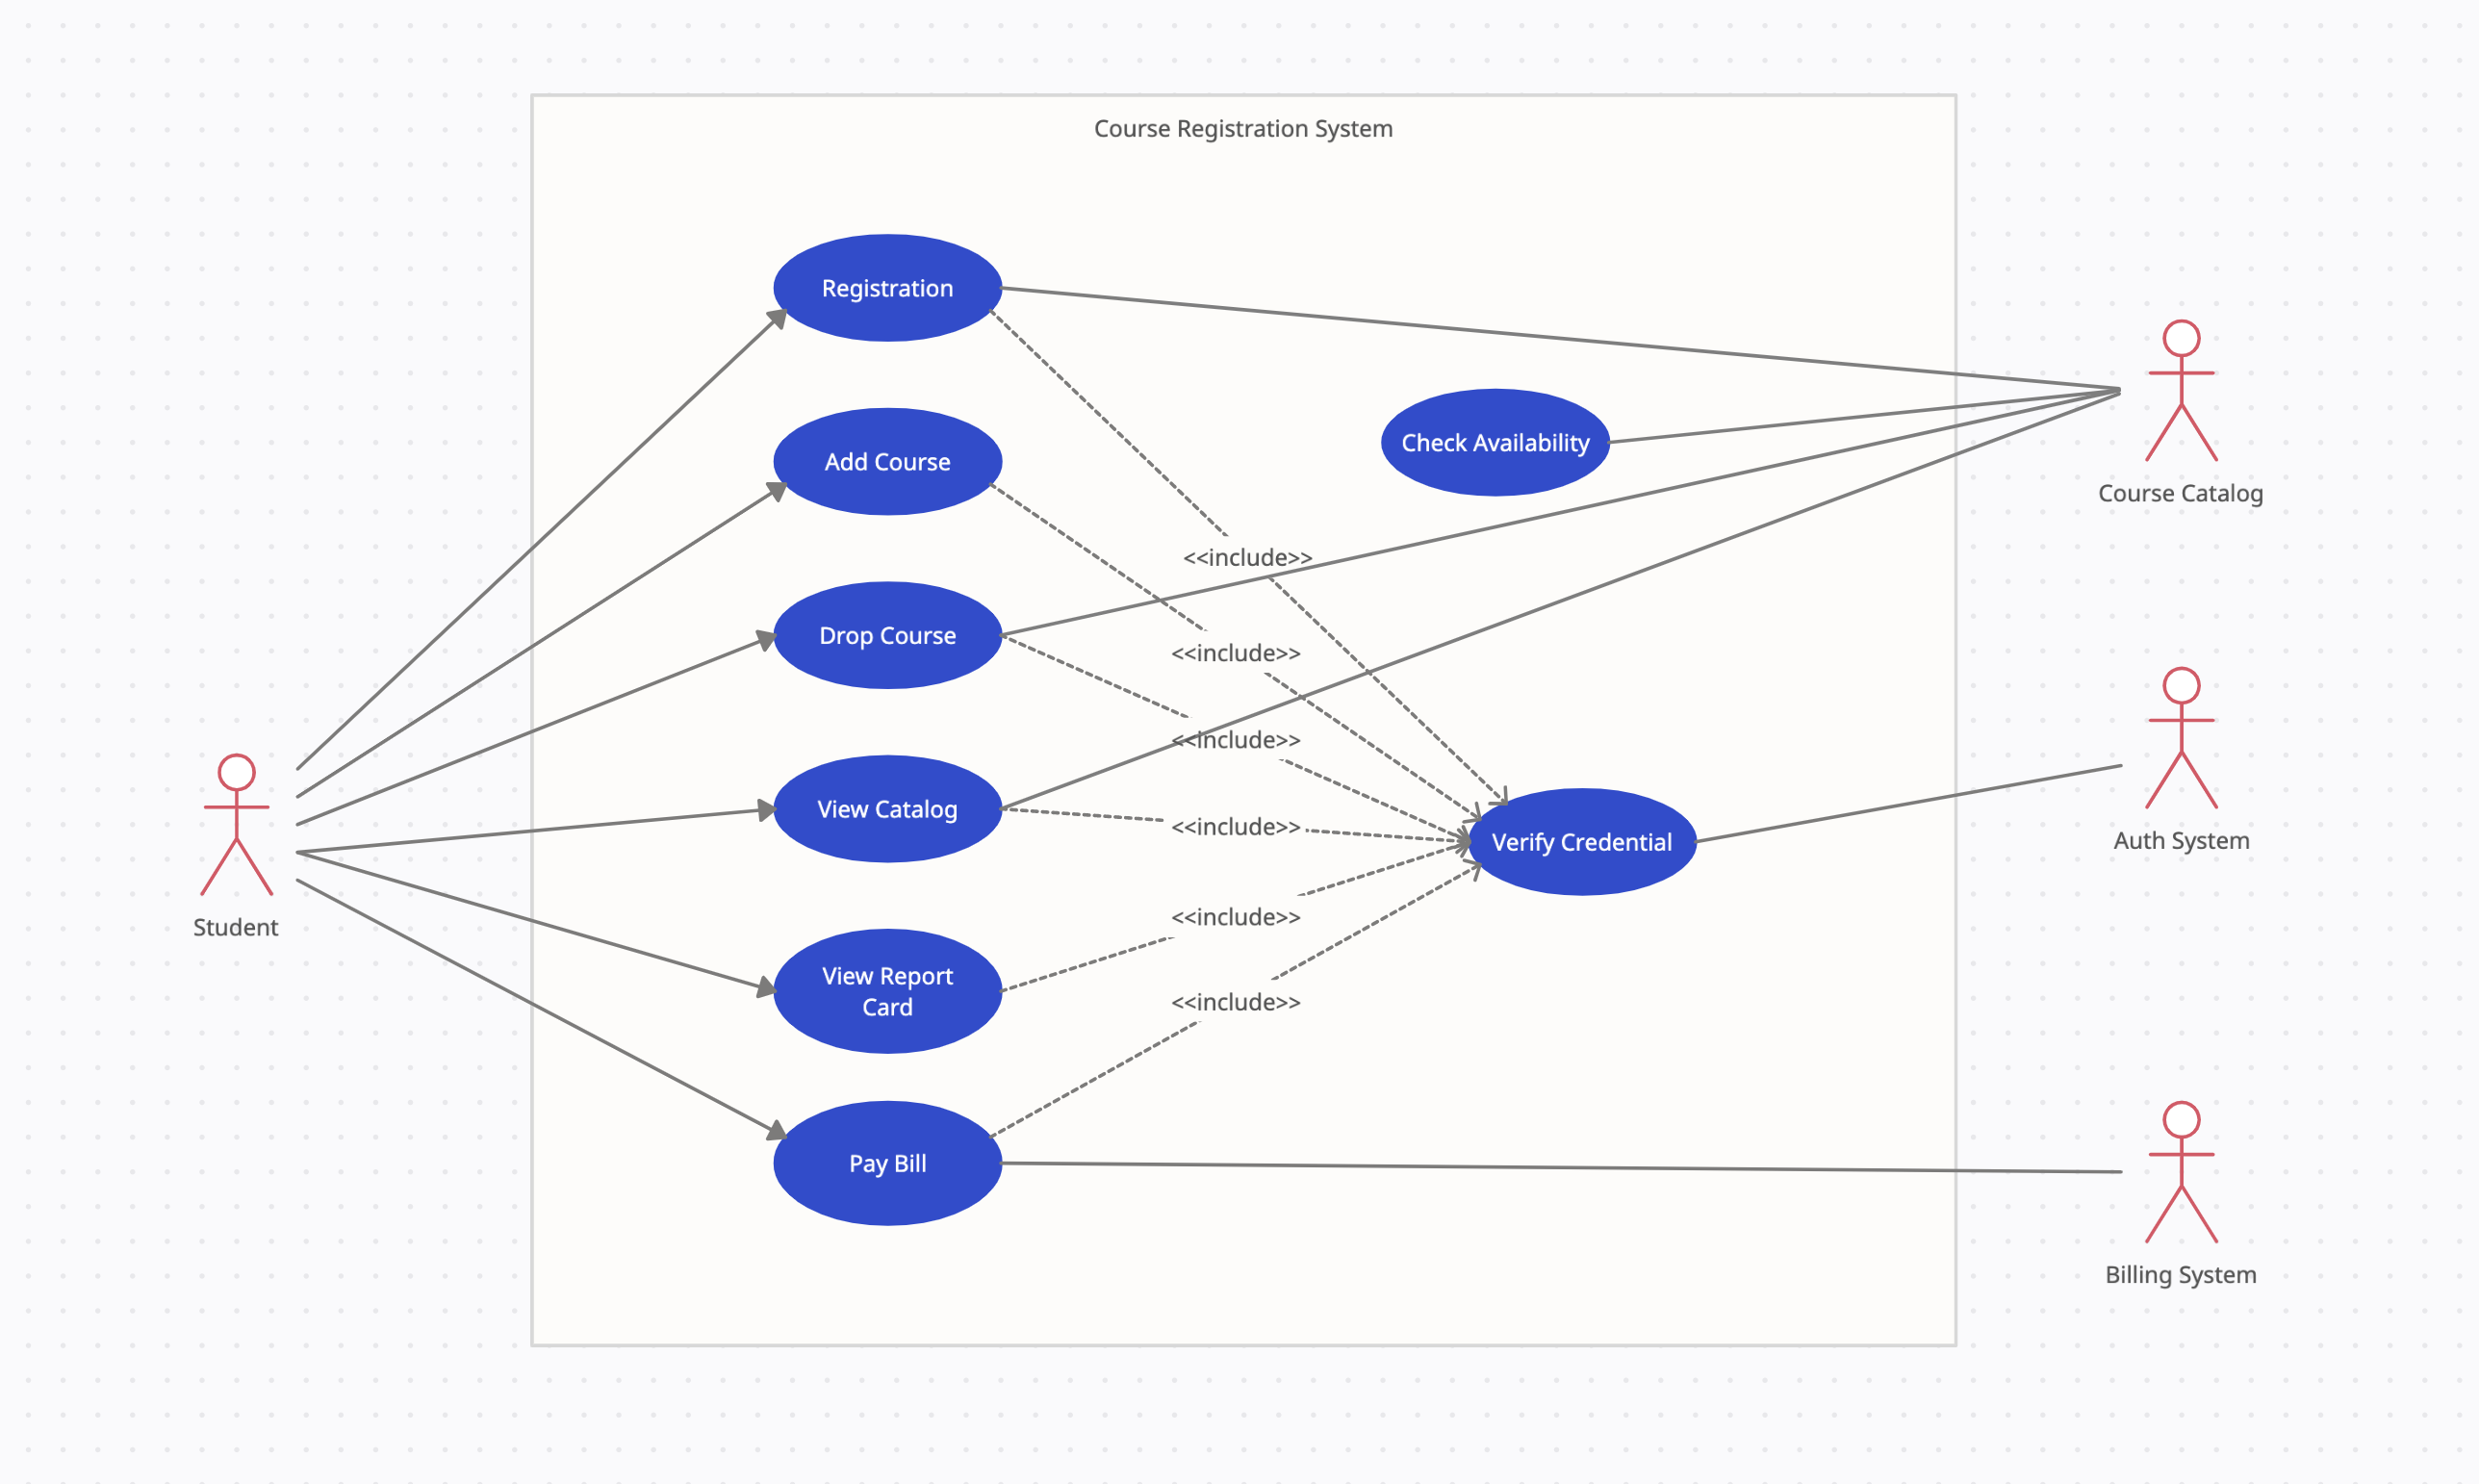 Course Registration System
Registration
Check Availability
Add Course
Course Catalog
<<include>>
Drop Course
<<include>>
<<include>>
View Catalog
<<include>>
Verify Credential
Auth System
Student
<<include>>
View Report
Card
<<include>>
Pay Bill
Billing System